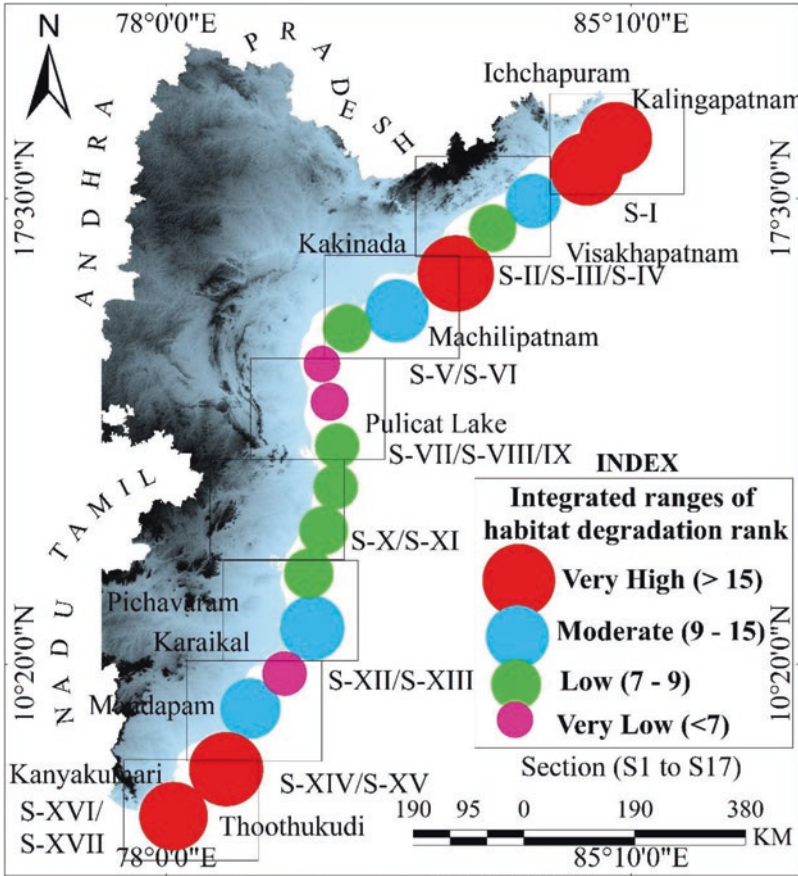 78°0'0"E
85°10'0"E
N
PRADESH
ANDHRA
Ichchapuram
Kalingapatnam
17°30'0"N
17°30'0"N
S-I
Kakinada
Visakhapatnam
S-II/S-III/S-IV
Machilipatnam
S-V/S-VI
Pulicat Lake
S-VII/S-VIII/IX
TAMIL
NADU
S-X/S-XI
INDEX
Integrated ranges of
habitat degradation rank
Very High (> 15)
Moderate (9 - 15)
Low (7 - 9)
Very Low (<7)
Pichavaram
Karaikal
10°20'0"N
10°20'0"N
S-XII/S-XIII
Mandapam
Kanyakumari
S-XIV/S-XV
Section (S1 to S17)
S-XVI/
S-XVII
Thoothukudi
190 95 0 190 380
KM
78°0'0"E
85°10'0"E